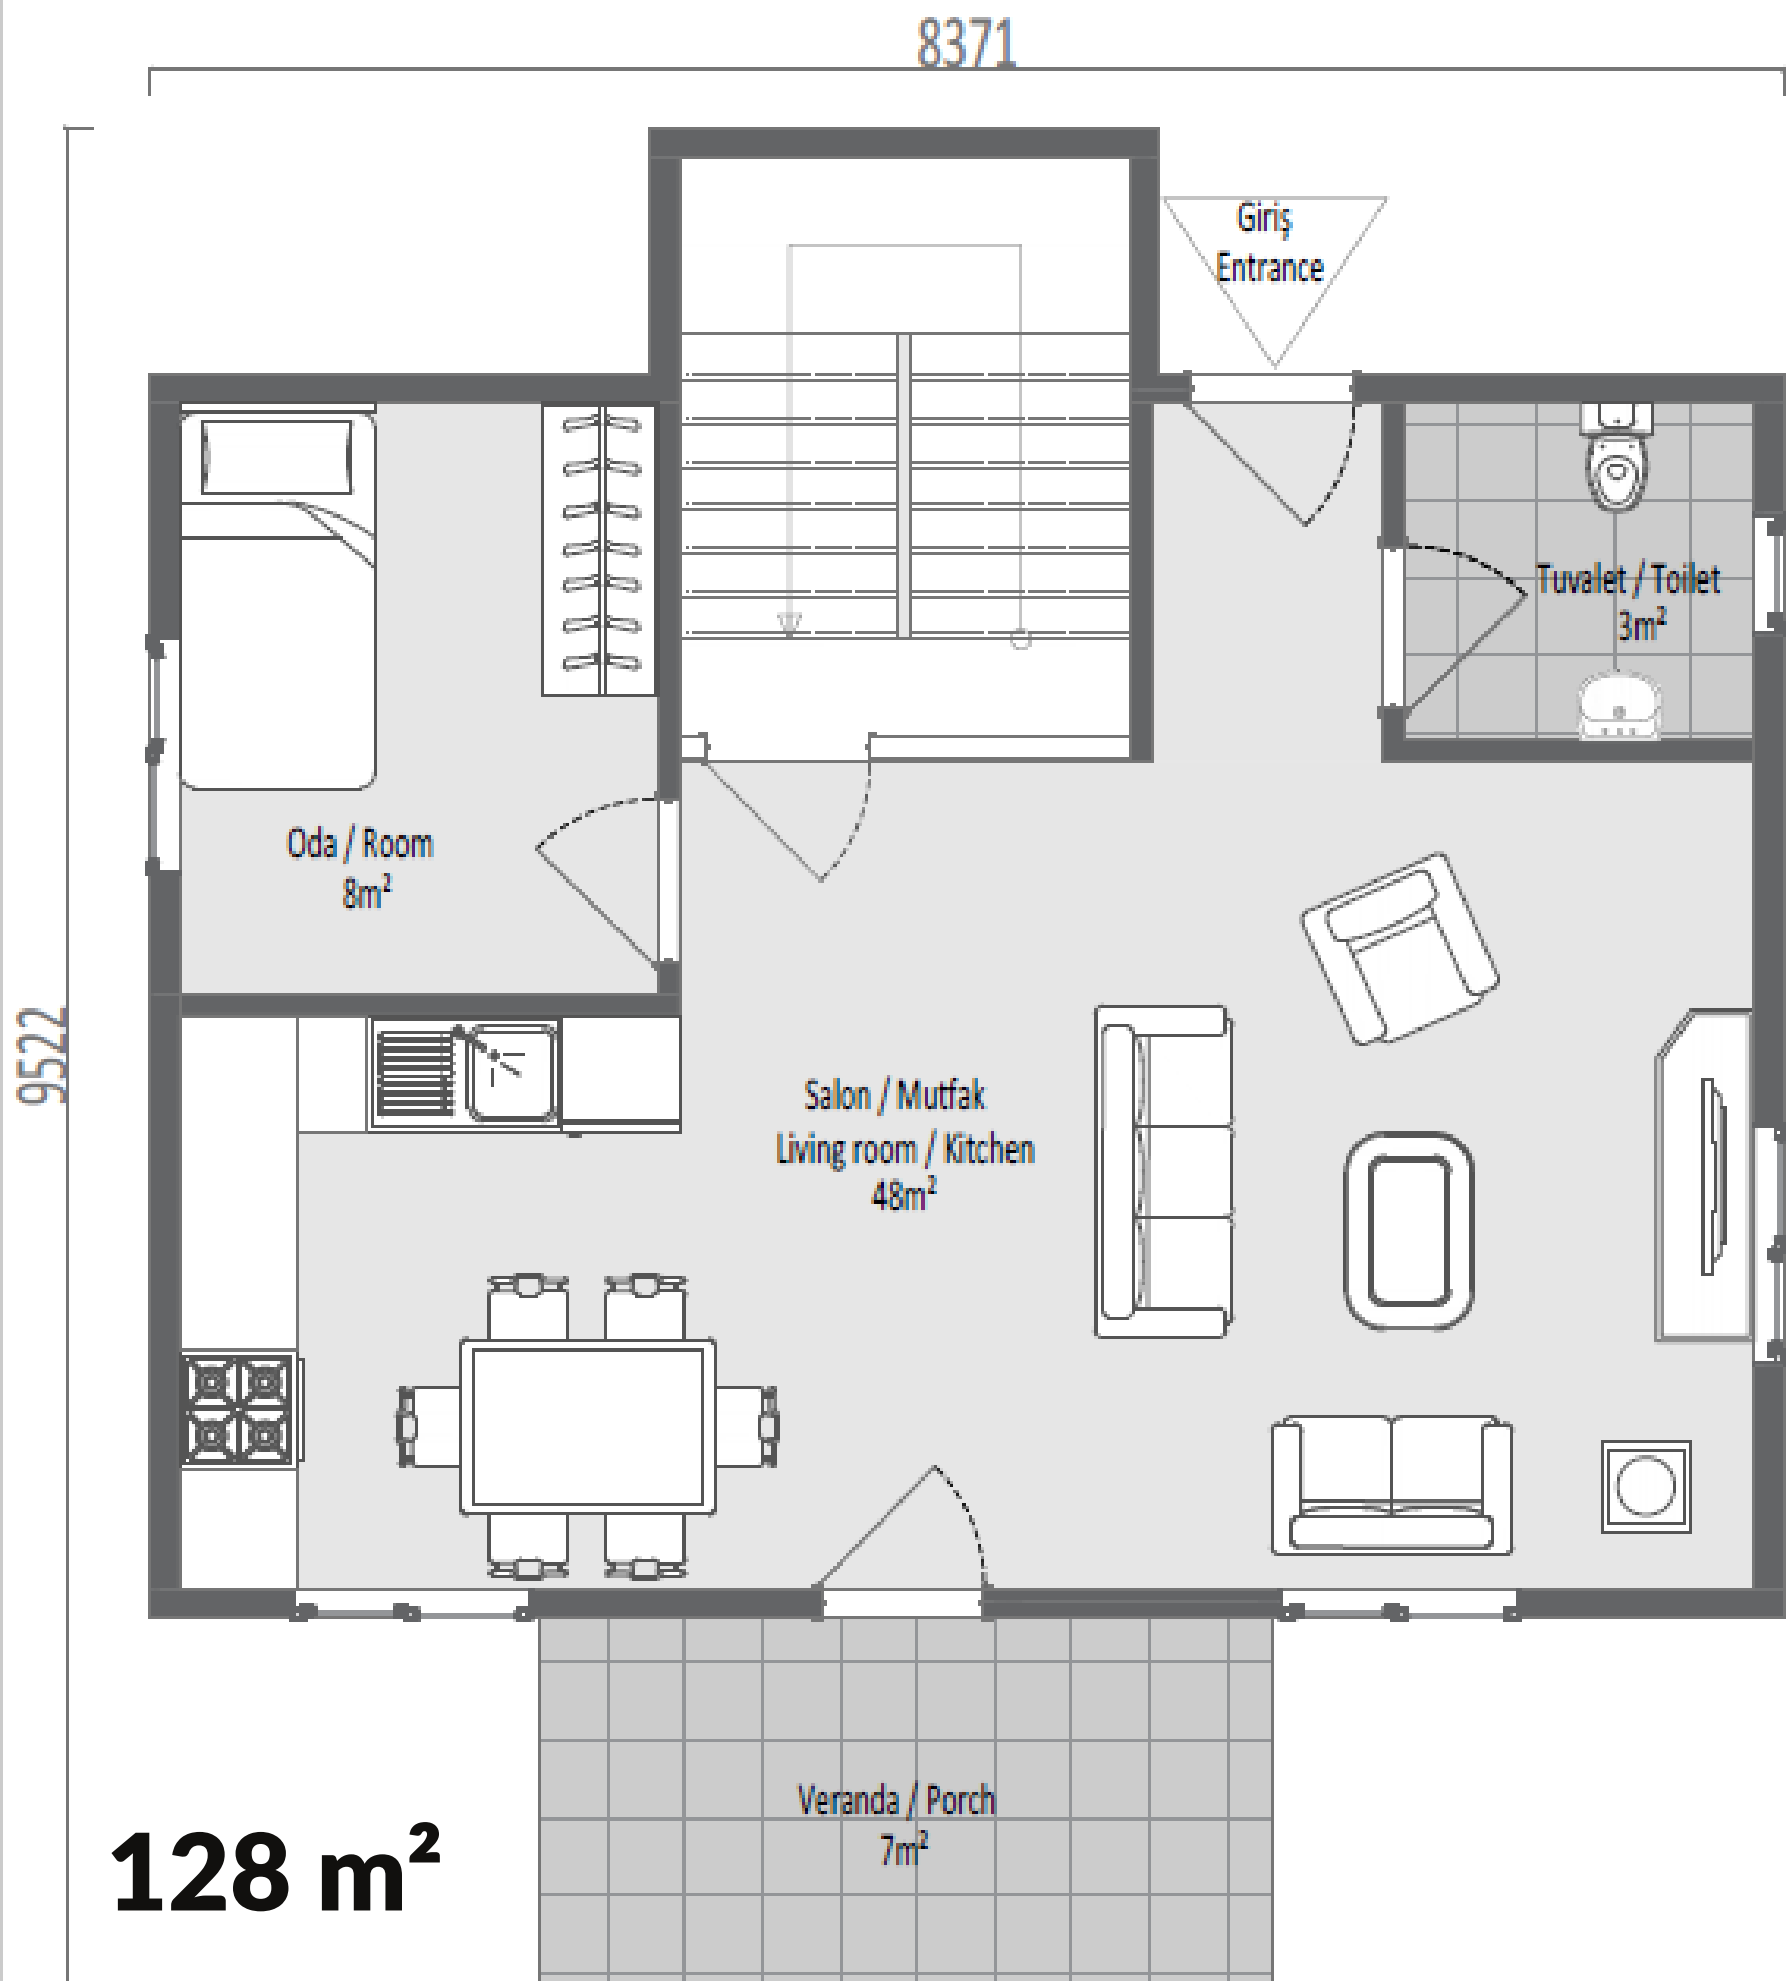 8371
Giriş
Entrance
Tuvalet / Toilet
3m²
Oda / Room
8m²
9522
Salon / Mutfak
Living room / Kitchen
48m²
Veranda / Porch
7m²
128 m²